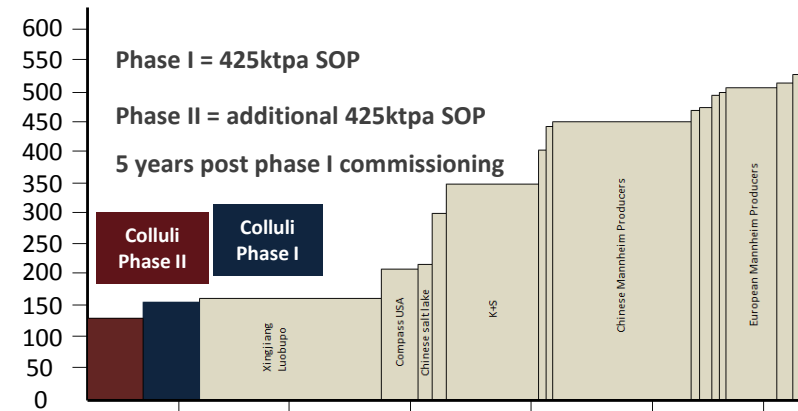 600
550
500
450
400
350
300
250
200
150
100
50
0
Phase I = 425ktpa SOP
Phase II = additional 425ktpa SOP
5 years post phase I commissioning
Colluli
Phase II
Colluli
Phase I
Xingjiang
Luobupo
Compass USA
Chinese salt lake
K+S
Chinese Mannheim Producers
European Mannheim Producers